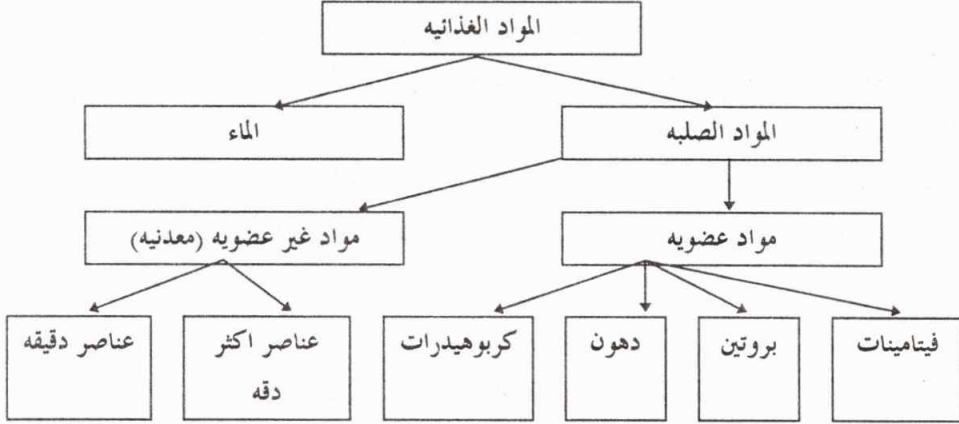 المواد الغذائيه
المواد الصلبه
الماء
مواد عضويه
مواد غير عضويه (معدنيه)
فيتامينات
بروتين
دهون
كربوهيدرات
عناصر اكثر
دقه
عناصر دقيقه